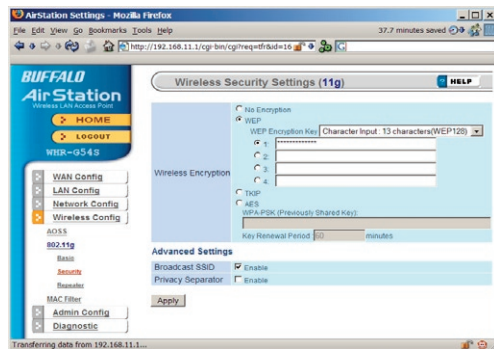 AirStation Settings - Mozilla Firefox
File Edit View Go Bookmarks Tools Help
37.7 minutes saved
http://192.168.11.1/cgi-bin/cgi?req=tfr&id=16
BUFFALO
AirStation
Wireless LAN Access Point
HOME
LOGOUT
WHR-G54S
WAN Config
LAN Config
Network Config
Wireless Config
AOSS
802.11g
Basic
Security
Repeater
MAC Filter
Admin Config
Diagnostic
Wireless Security Settings (11g)
HELP
Wireless Encryption
No Encryption
WEP
WEP Encryption Key Character Input : 13 characters(WEP128)
1:
*************
2:
3:
4:
TKIP
AES
WPA-PSK (Previously Shared Key):
Key Renewal Period 60 minutes
Advanced Settings
Broadcast SSID Enable
Privacy Separator Enable
Apply
Transferring data from 192.168.11.1...